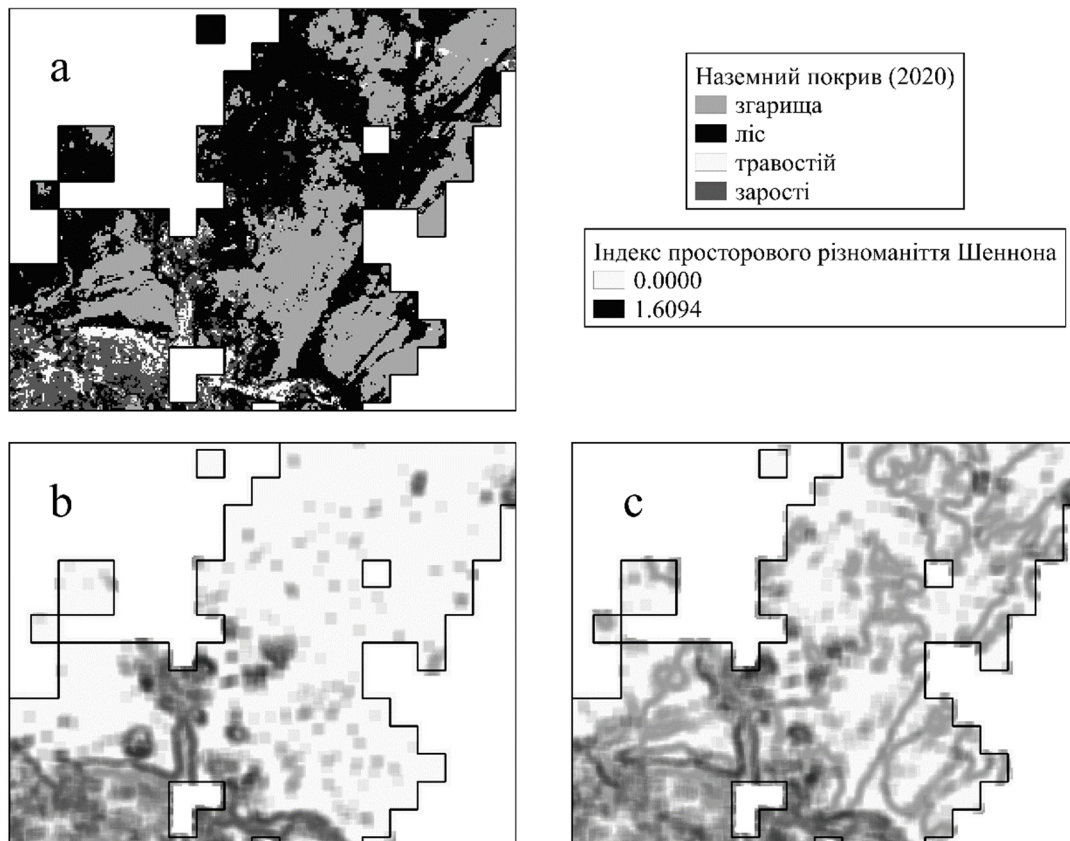 a
Наземний покрив (2020)
згарища
ліс
травостій
зарості
Індекс просторового різноманіття Шеннона
0.0000
1.6094
b
c